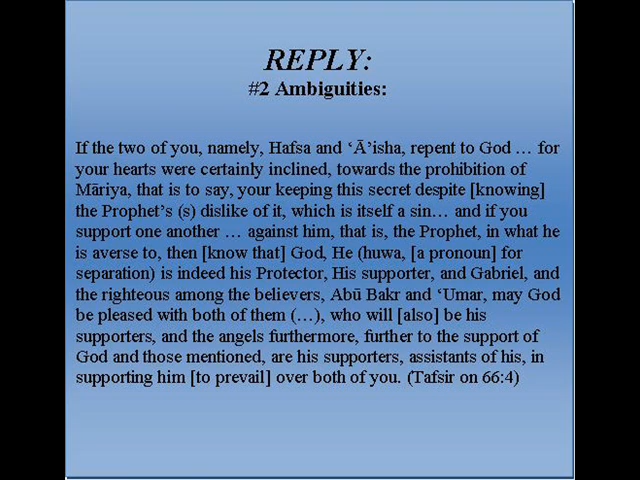 REPLY:
#2 Ambiguities:
If the two of you, namely, Hafsa and ‘Ā’isha, repent to God … for
your hearts were certainly inclined, towards the prohibition of
Māriya, that is to say, your keeping this secret despite [knowing]
the Prophet’s (s) dislike of it, which is itself a sin… and if you
support one another … against him, that is, the Prophet, in what he
is averse to, then [know that] God, He (huwa, [a pronoun] for
separation) is indeed his Protector, His supporter, and Gabriel, and
the righteous among the believers, Abū Bakr and ‘Umar, may God
be pleased with both of them (…), who will [also] be his
supporters, and the angels furthermore, further to the support of
God and those mentioned, are his supporters, assistants of his, in
supporting him [to prevail] over both of you. (Tafsir on 66:4)